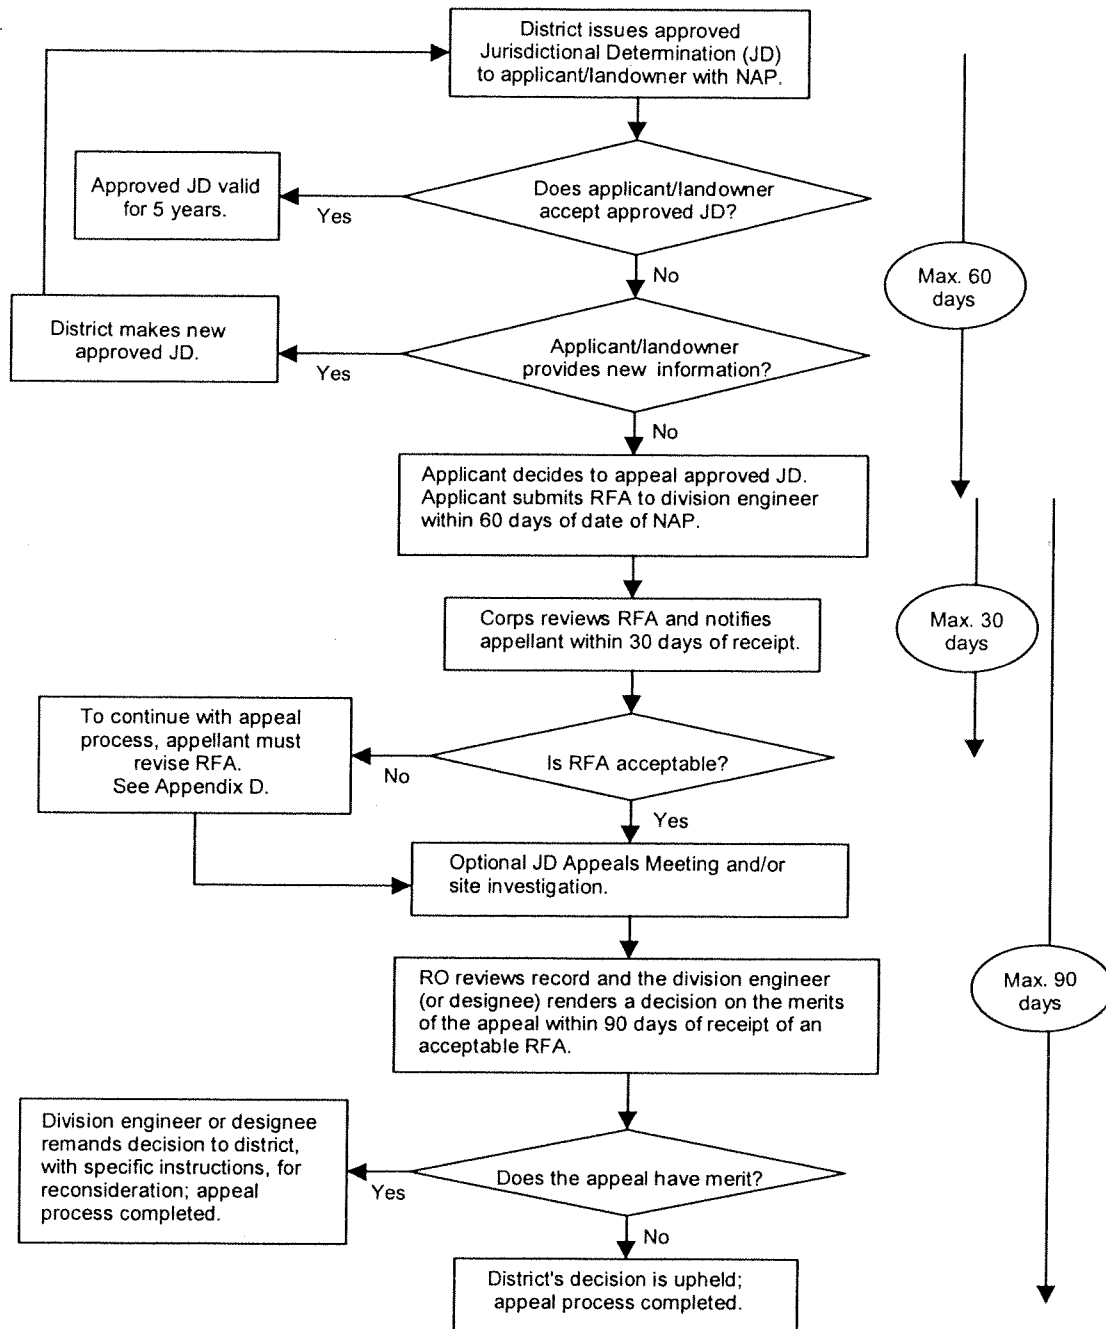 District issues approved
Jurisdictional Determination (JD)
to applicant/landowner with NAP.
Approved JD valid
for 5 years.
Yes
Does applicant/landowner
accept approved JD?
No
Max. 60
days
District makes new
approved JD.
Yes
Applicant/landowner
provides new information?
No
Applicant decides to appeal approved JD.
Applicant submits RFA to division engineer
within 60 days of date of NAP.
Corps reviews RFA and notifies
appellant within 30 days of receipt.
Max. 30
days
To continue with appeal
process, appellant must
revise RFA.
See Appendix D.
No
Is RFA acceptable?
Yes
Optional JD Appeals Meeting and/or
site investigation.
RO reviews record and the division engineer
(or designee) renders a decision on the merits
of the appeal within 90 days of receipt of an
acceptable RFA.
Max. 90
days
Division engineer or designee
remands decision to district,
with specific instructions, for
reconsideration; appeal
process completed.
Yes
Does the appeal have merit?
No
District's decision is upheld;
appeal process completed.